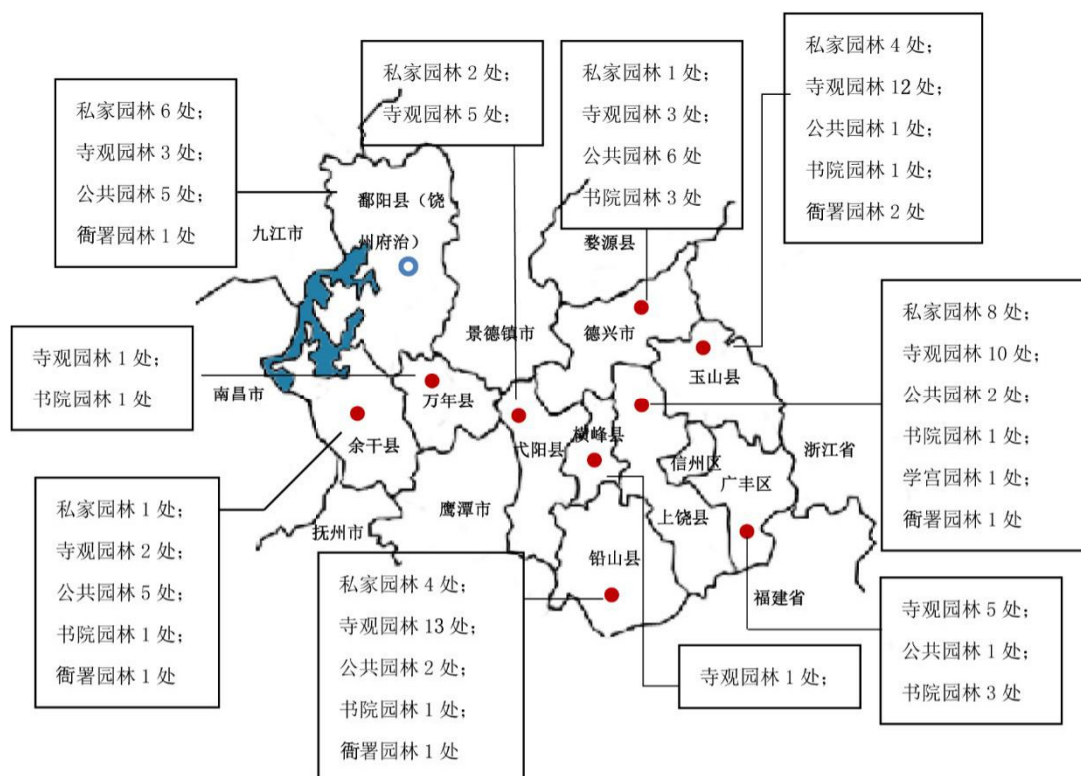 私家园林 6 处；
寺观园林 3 处；
公共园林 5 处；
衙署园林 1 处
私家园林 2 处；
寺观园林 5 处；
私家园林 1 处；
寺观园林 3 处；
公共园林 6 处
书院园林 3 处
私家园林 4 处；
寺观园林 12 处；
公共园林 1 处；
书院园林 1 处；
衙署园林 2 处
鄱阳县（饶
州府治）
九江市
婺源县
景德镇市
德兴市
玉山县
寺观园林 1 处；
书院园林 1 处
南昌市
万年县
余干县
弋阳县
横峰县
信州区
广丰区
浙江省
私家园林 8 处；
寺观园林 10 处；
公共园林 2 处；
书院园林 1 处；
学宫园林 1 处；
衙署园林 1 处
抚州市
鹰潭市
上饶县
铅山县
福建省
私家园林 1 处；
寺观园林 2 处；
公共园林 5 处；
书院园林 1 处；
衙署园林 1 处
私家园林 4 处；
寺观园林 13 处；
公共园林 2 处；
书院园林 1 处；
衙署园林 1 处
寺观园林 1 处；
寺观园林 5 处；
公共园林 1 处；
书院园林 3 处